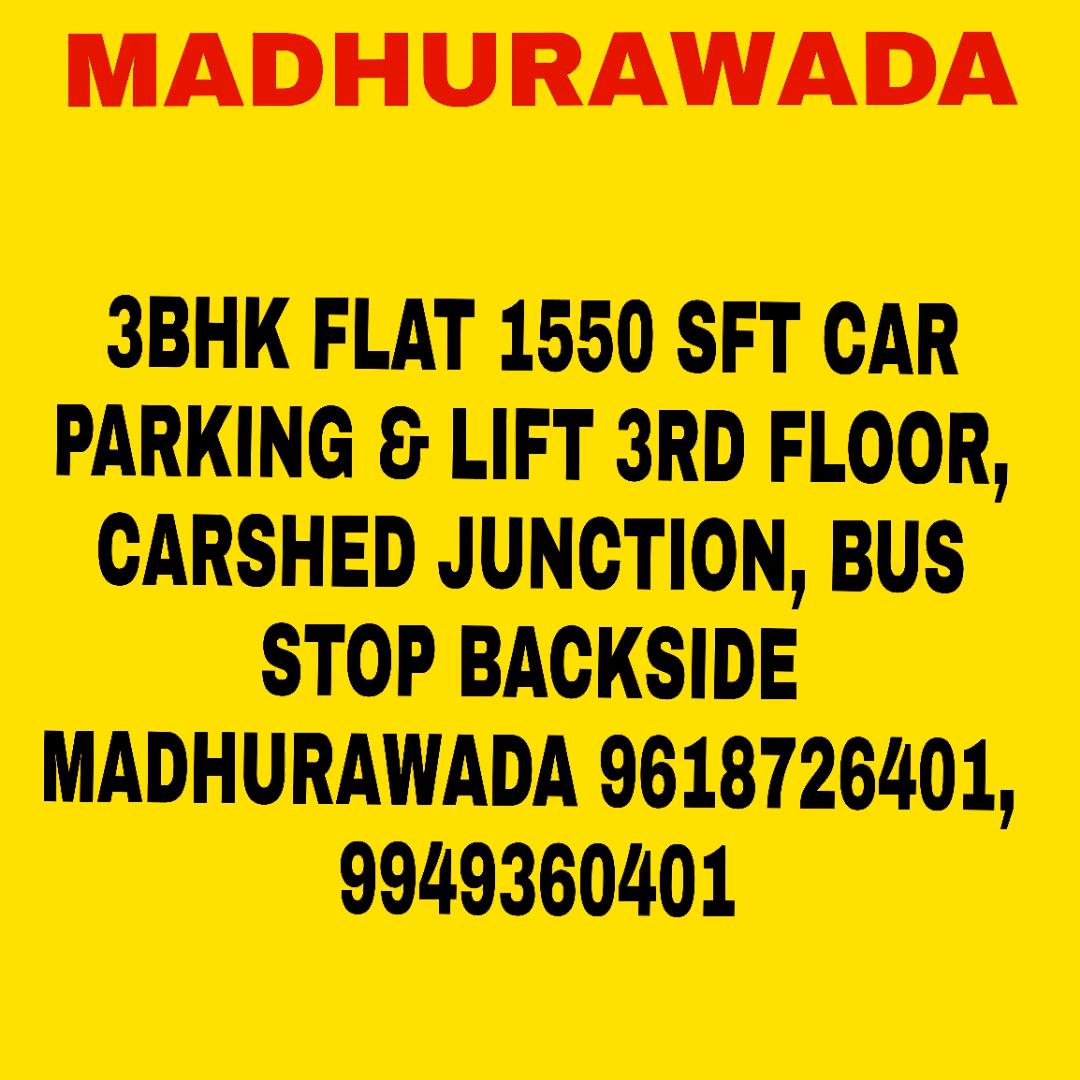 MADHURAWADA
3BHK FLAT 1550 SFT CAR
PARKING & LIFT 3RD FLOOR,
CARSHED JUNCTION, BUS
STOP BACKSIDE
MADHURAWADA 9618726401,
9949360401